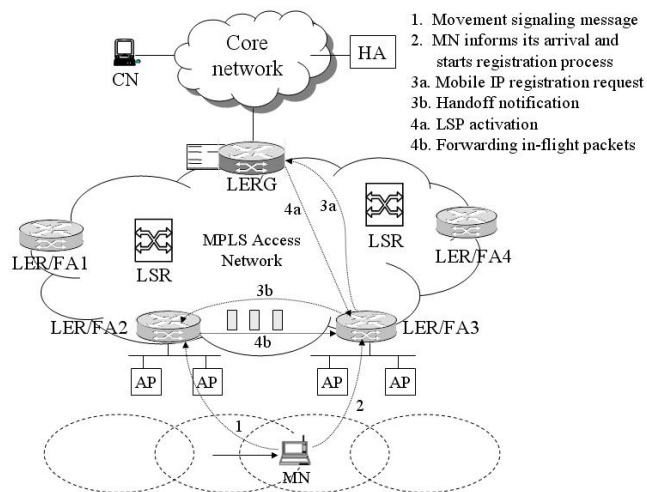 Core
network
CN
HA
1. Movement signaling message
2. MN informs its arrival and
starts registration process
3a. Mobile IP registration request
3b. Handoff notification
4a. LSP activation
4b. Forwarding in-flight packets
LERG
4a
3a
LSR
LSR
MPLS Access
Network
LER/FA1
LER/FA4
3b
LER/FA2
LER/FA3
4b
AP
AP
AP
AP
1
2
MN